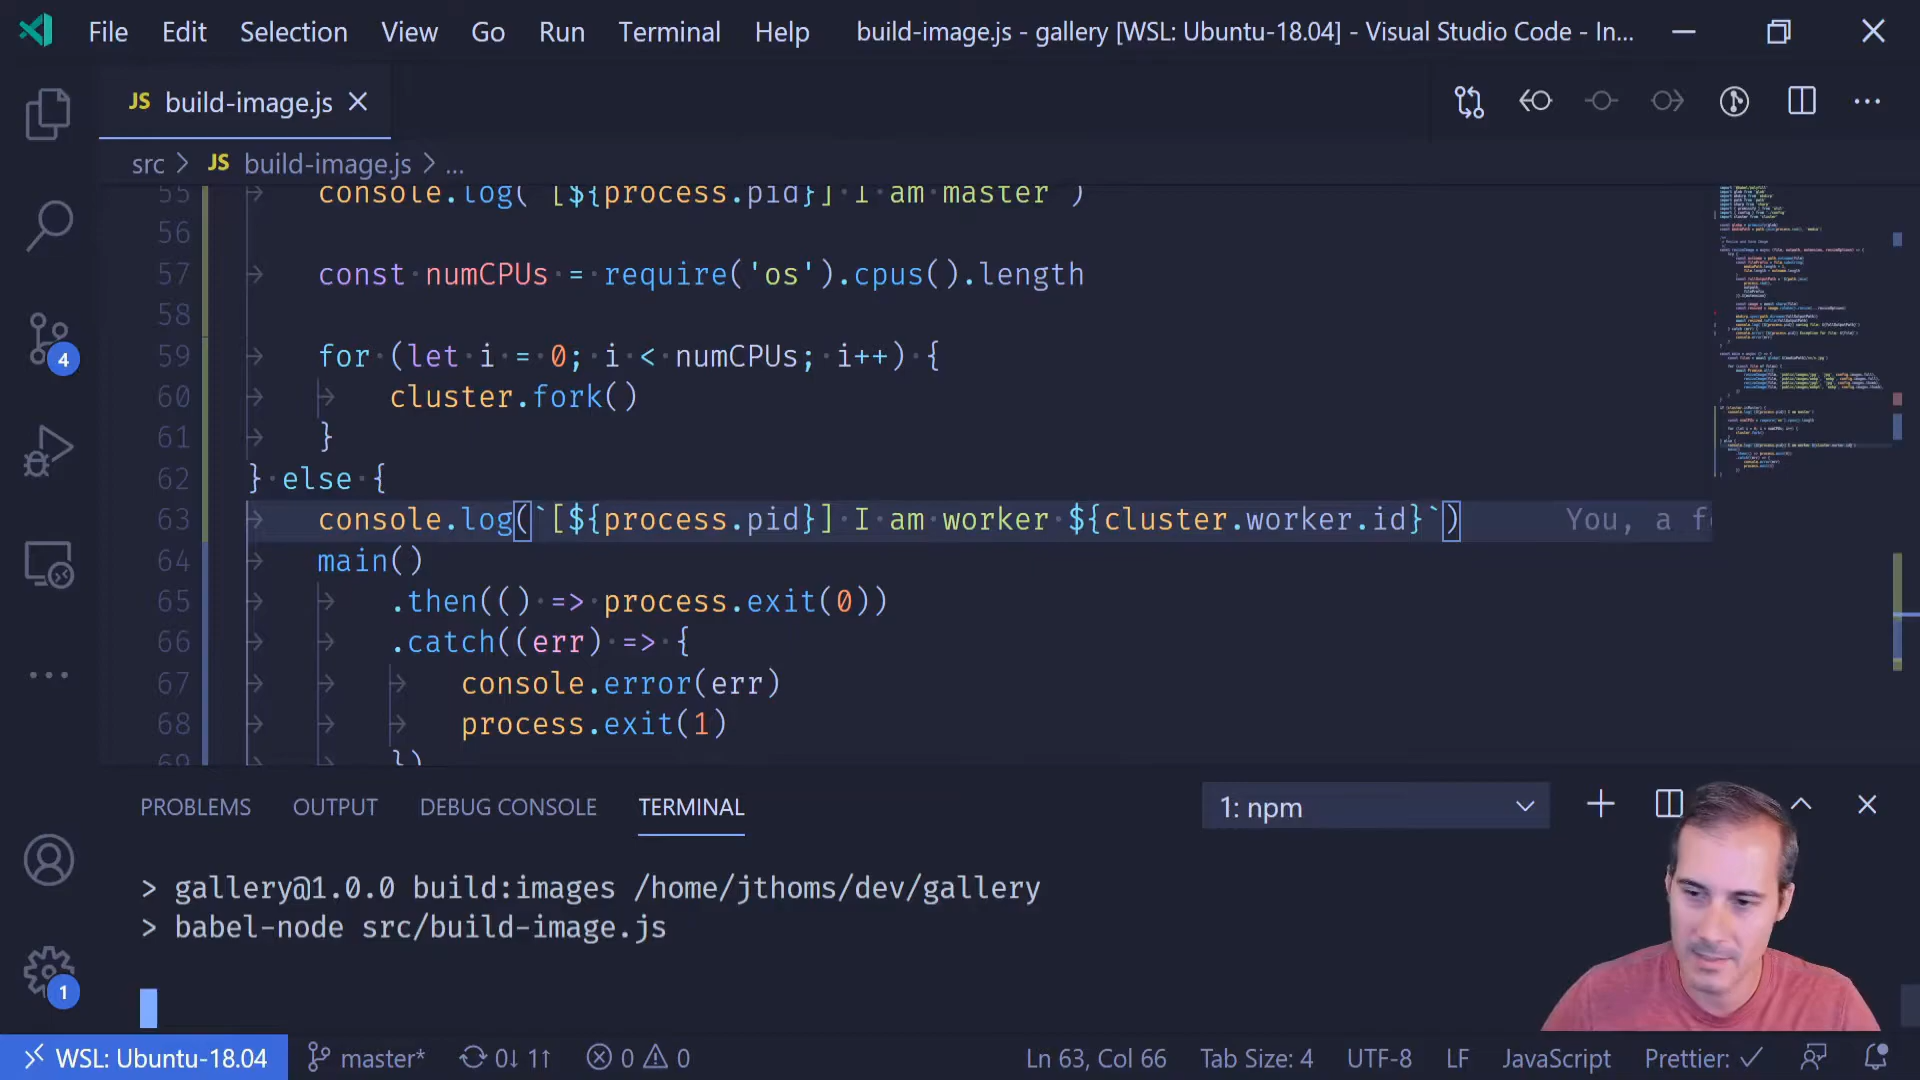 File Edit Selection View Go Run Terminal Help build-image.js - gallery [WSL: Ubuntu-18.04] - Visual Studio Code - In...
JS build-image.js
src > JS build-image.js > ...
55 console.log(`[${process.pid}] I am master`)
56
57 const numCPUs = require('os').cpus().length
58
59 for (let i = 0; i < numCPUs; i++) {
60 cluster.fork()
61 }
62 } else {
63 console.log(`[${process.pid}] I am worker ${cluster.worker.id}`) You, a f
64 main()
65 .then(() => process.exit(0))
66 .catch((err) => {
67 console.error(err)
68 process.exit(1)
69 })
4
1
PROBLEMS OUTPUT DEBUG CONSOLE TERMINAL 1: npm
> gallery@1.0.0 build:images /home/jthoms/dev/gallery
> babel-node src/build-image.js
WSL: Ubuntu-18.04 master* 0↓ 1↑ 0 0 Ln 63, Col 66 Tab Size: 4 UTF-8 LF JavaScript Prettier: ✓